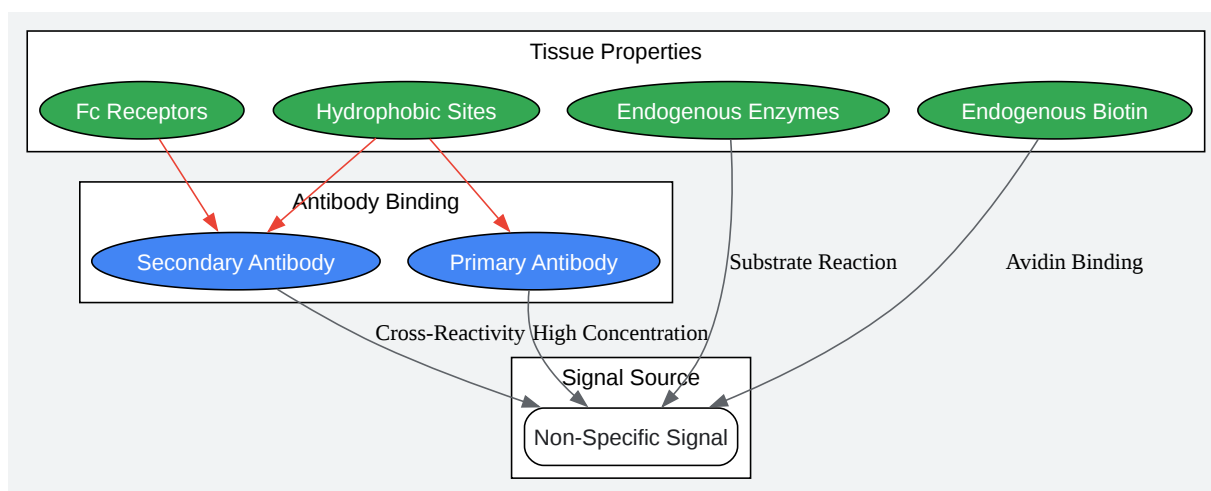 Tissue Properties
Fc Receptors
Hydrophobic Sites
Endogenous Enzymes
Endogenous Biotin
Antibody Binding
Secondary Antibody
Primary Antibody
Substrate Reaction
Avidin Binding
Cross-Reactivity
High Concentration
Signal Source
Non-Specific Signal